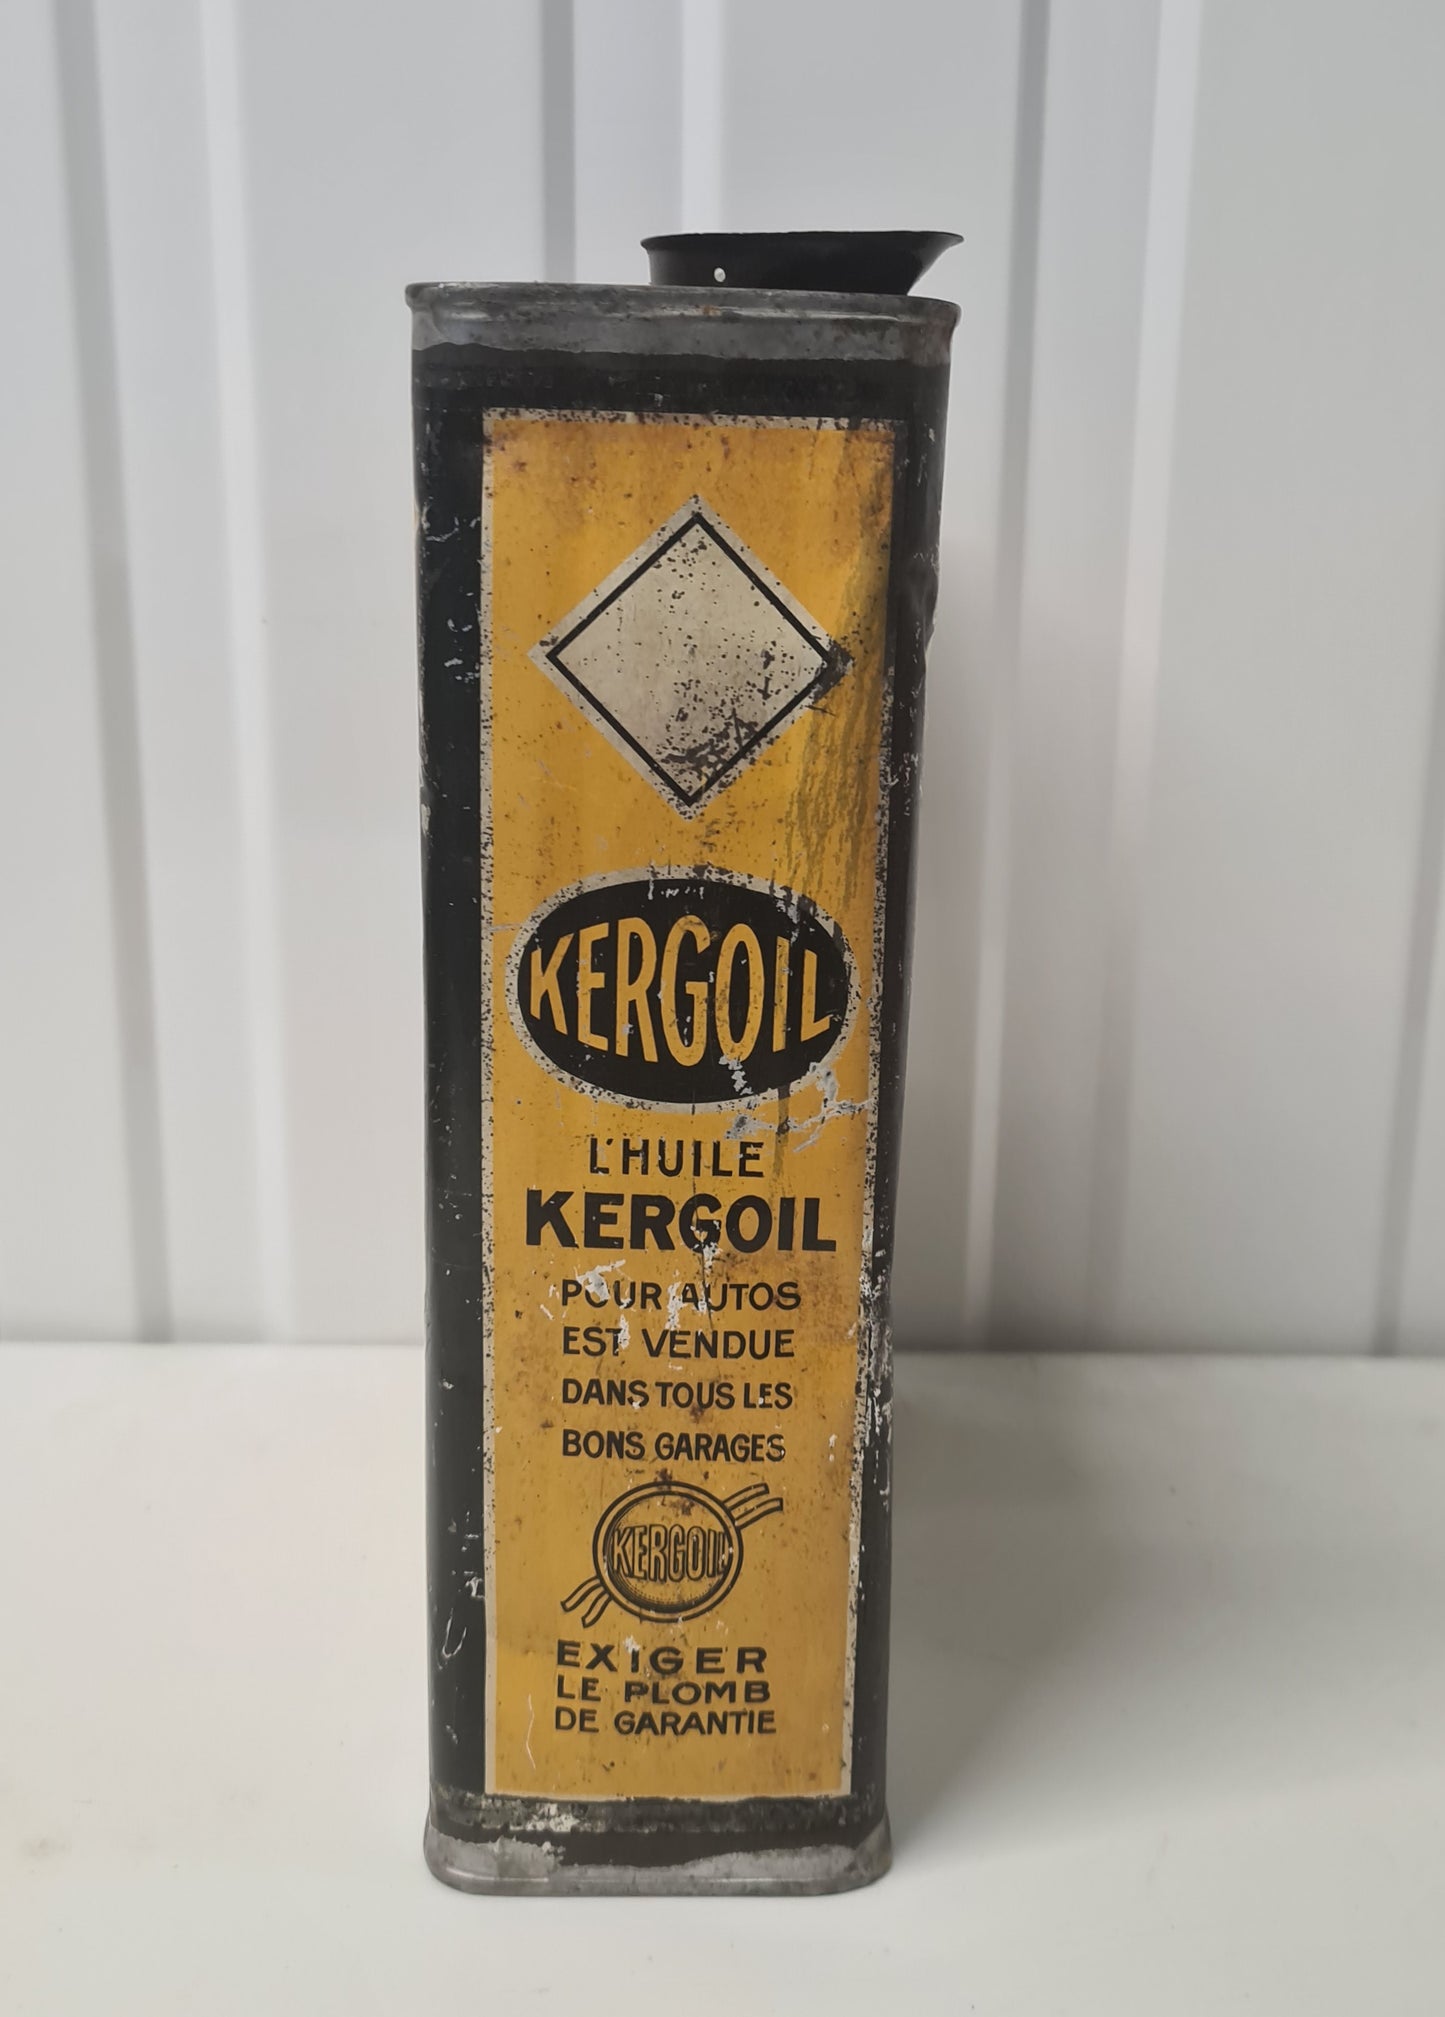 KERGOIL
L'HUILE
KERGOIL
POUR AUTOS
EST VENDUE
DANS TOUS LES
BONS GARAGES
KERGOIL
EXIGER
LE PLOMB
DE GARANTIE